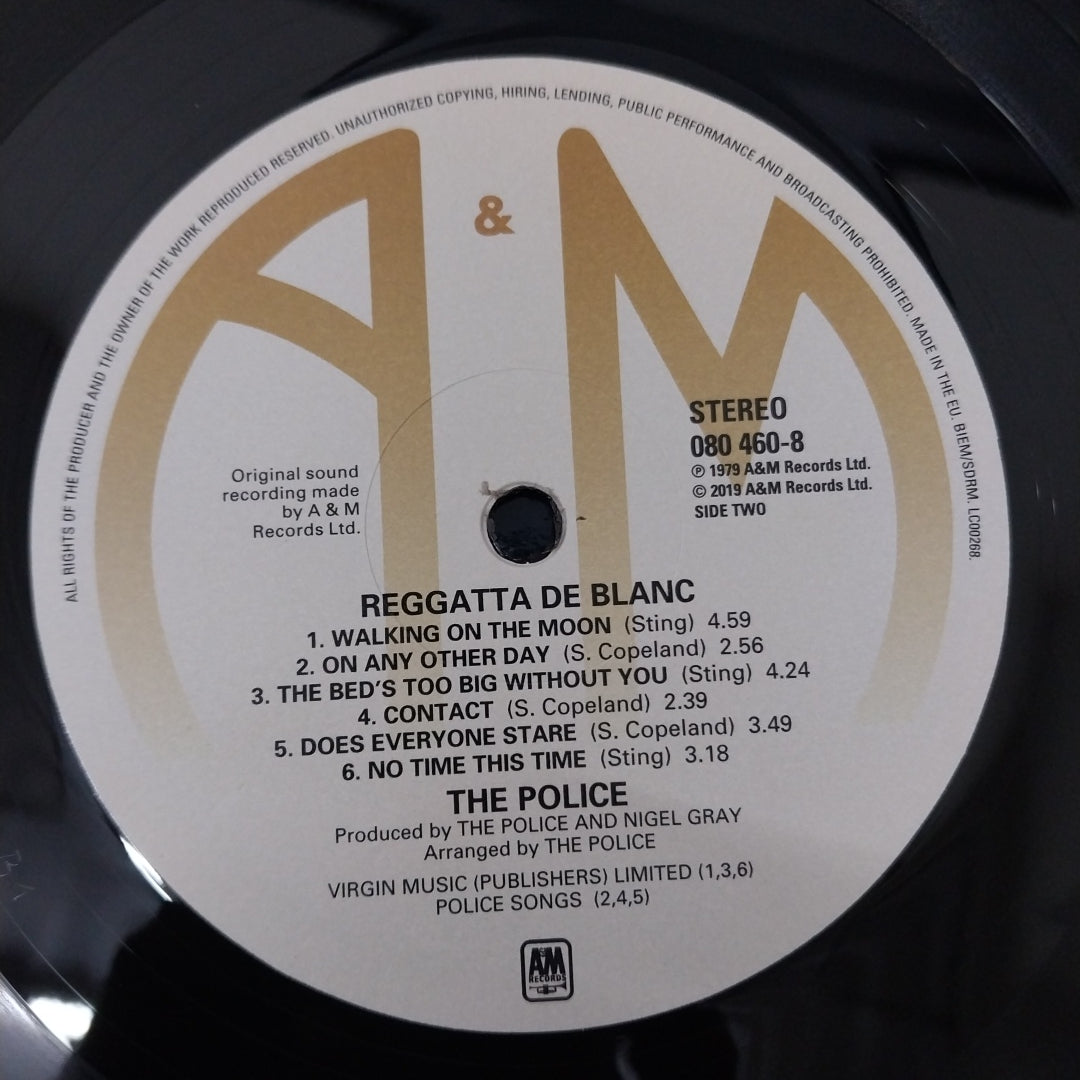 ALL RIGHTS OF THE PRODUCER AND THE OWNER OF THE WORK REPRODUCED RESERVED. UNAUTHORIZED COPYING, HIRING, LENDING, PUBLIC PERFORMANCE AND BROADCASTING PROHIBITED. MADE IN THE EU. BIEM/SDRM. LC00268.
A & M
STEREO
080 460-8
℗ 1979 A&M Records Ltd.
© 2019 A&M Records Ltd.
SIDE TWO
Original sound
recording made
by A & M
Records Ltd.
REGGATTA DE BLANC
1. WALKING ON THE MOON (Sting) 4.59
2. ON ANY OTHER DAY (S. Copeland) 2.56
3. THE BED'S TOO BIG WITHOUT YOU (Sting) 4.24
4. CONTACT (S. Copeland) 2.39
5. DOES EVERYONE STARE (S. Copeland) 3.49
6. NO TIME THIS TIME (Sting) 3.18
THE POLICE
Produced by THE POLICE AND NIGEL GRAY
Arranged by THE POLICE
VIRGIN MUSIC (PUBLISHERS) LIMITED (1,3,6)
POLICE SONGS (2,4,5)
AM
RECORDS